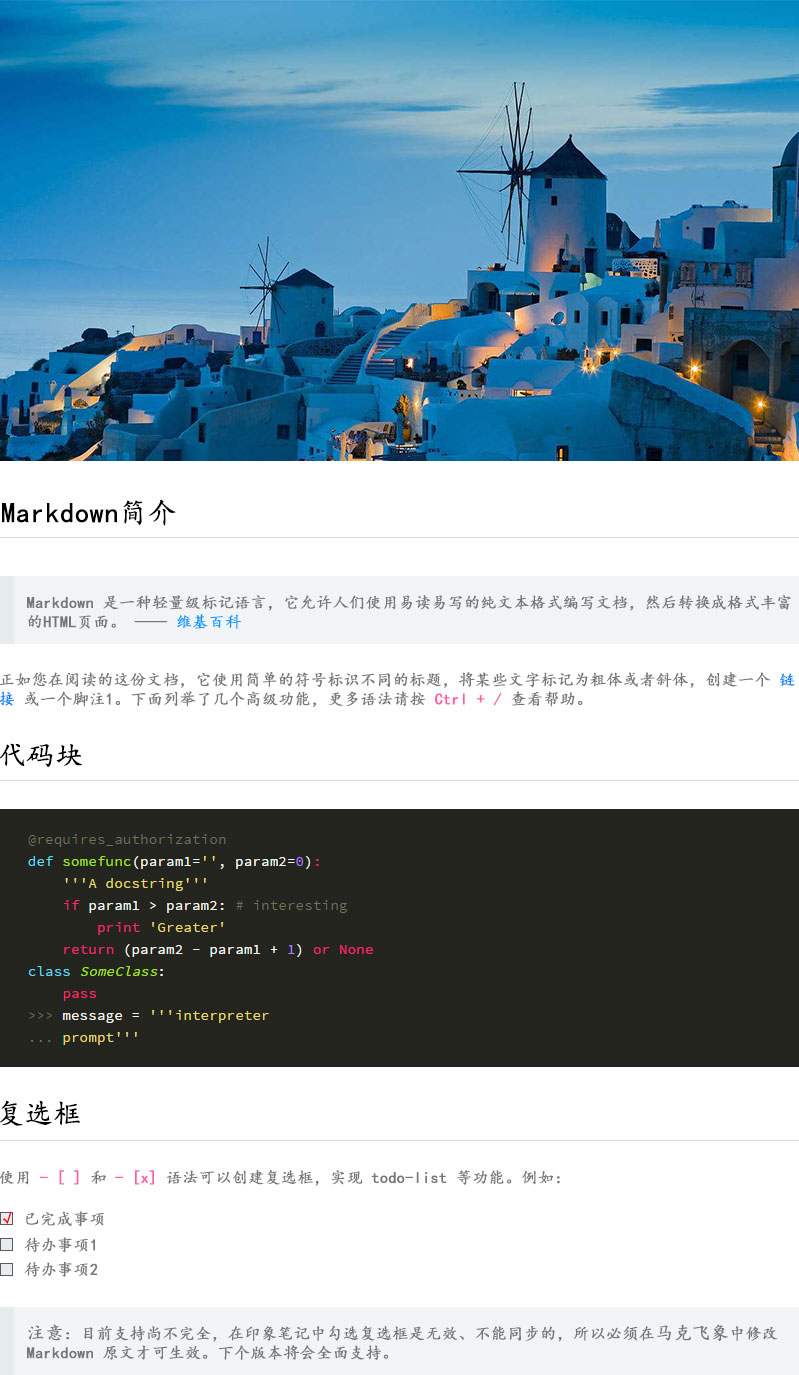 Markdown简介
Markdown 是一种轻量级标记语言，它允许人们使用易读易写的纯文本格式编写文档，然后转换成格式丰富
的HTML页面。 —— 维基百科
正如您在阅读的这份文档，它使用简单的符号标识不同的标题，将某些文字标记为粗体或者斜体，创建一个 链
接 或一个脚注1。下面列举了几个高级功能，更多语法请按 Ctrl + / 查看帮助。
代码块
@requires_authorization
def somefunc(param1='', param2=0):
    '''A docstring'''
    if param1 > param2: # interesting
        print 'Greater'
    return (param2 - param1 + 1) or None
class SomeClass:
    pass
>>> message = '''interpreter
... prompt'''
复选框
使用 - [ ] 和 - [x] 语法可以创建复选框，实现 todo-list 等功能。例如：
已完成事项
待办事项1
待办事项2
注意：目前支持尚不完全，在印象笔记中勾选复选框是无效、不能同步的，所以必须在马克飞象中修改
Markdown 原文才可生效。下个版本将会全面支持。